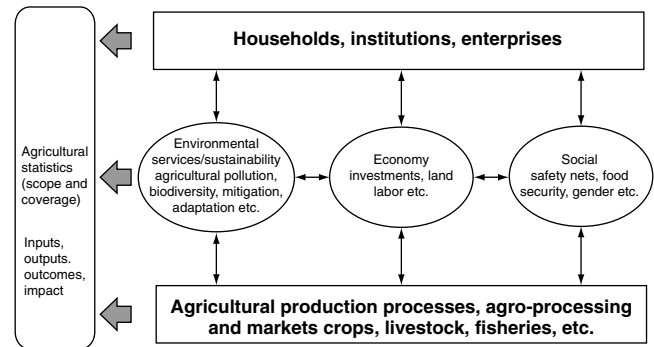 Households, institutions, enterprises
Agricultural
statistics
(scope and
coverage)
Inputs,
outputs.
outcomes,
impact
Environmental
services/sustainability
agricultural pollution,
biodiversity, mitigation,
adaptation etc.
Economy
investments, land
labor etc.
Social
safety nets, food
security, gender etc.
Agricultural production processes, agro-processing
and markets crops, livestock, fisheries, etc.